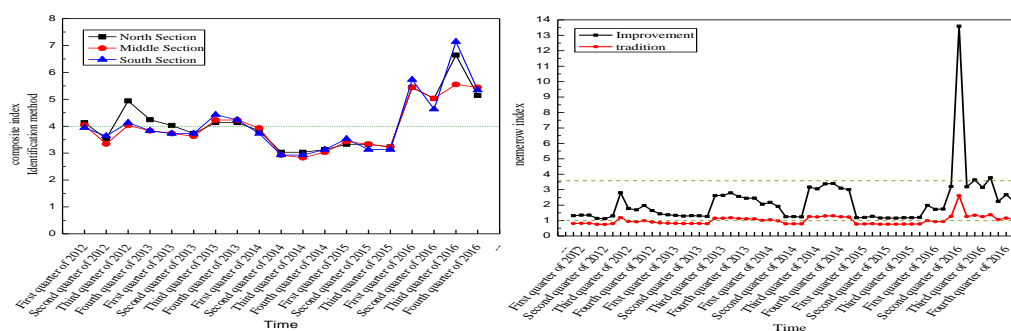 8
7
6
5
4
3
2
1
0
composite index
Identification method
North Section
Middle Section
South Section
First quarter of 2012
Second quarter of 2012
Third quarter of 2012
Fourth quarter of 2013
First quarter of 2013
Second quarter of 2013
Third quarter of 2013
Fourth quarter of 2013
First quarter of 2014
Second quarter of 2014
Third quarter of 2014
Fourth quarter of 2014
First quarter of 2015
Second quarter of 2015
Third quarter of 2015
First quarter of 2016
Second quarter of 2016
Third quarter of 2016
Fourth quarter of 2016
--
Time
14
13
12
11
10
9
8
7
6
5
4
3
2
1
0
nemerow index
Improvement
tradition
--
First quarter of 2012
Second quarter of 2012
Third quarter of 2012
Fourth quarter of 2012
First quarter of 2013
Second quarter of 2013
Third quarter of 2013
Fourth quarter of 2013
First quarter of 2014
Second quarter of 2014
Third quarter of 2014
Fourth quarter of 2014
First quarter of 2015
Second quarter of 2015
Third quarter of 2015
First quarter of 2016
Second quarter of 2016
Third quarter of 2016
Fourth quarter of 2016
Time